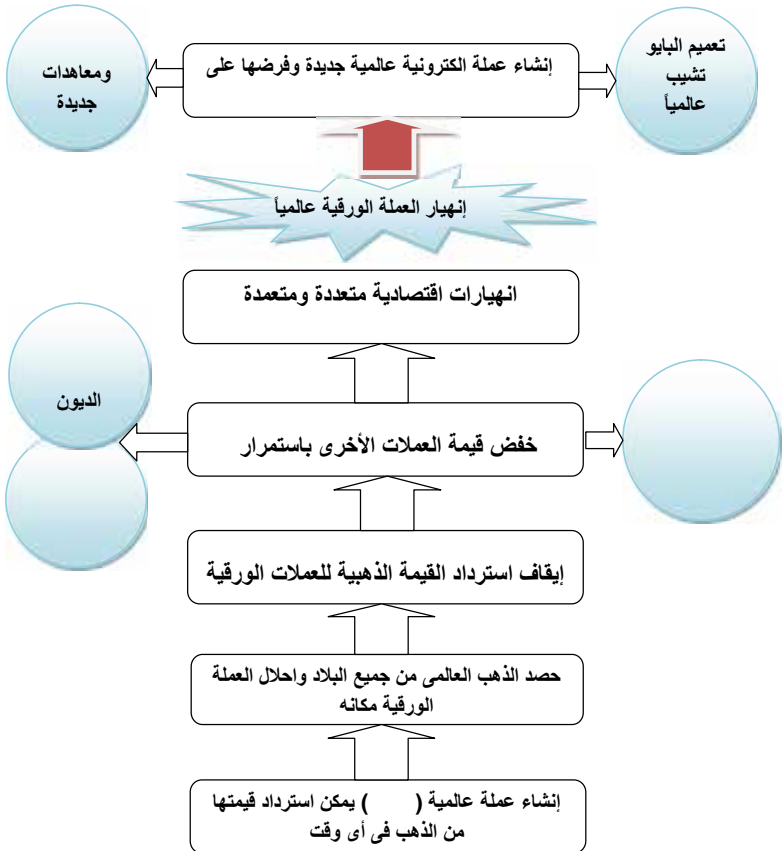 تعميم البايو
تشيب
عالمياً
إنشاء عملة الكترونية عالمية جديدة وفرضها على
ومعاهدات
جديدة
إنهيار العملة الورقية عالمياً
انهيارات اقتصادية متعددة ومتعمدة
الديون
خفض قيمة العملات الأخرى باستمرار
إيقاف استرداد القيمة الذهبية للعملات الورقية
حصد الذهب العالمى من جميع البلاد واحلال العملة
الورقية مكانه
إنشاء عملة عالمية (        ) يمكن استرداد قيمتها
من الذهب فى أى وقت